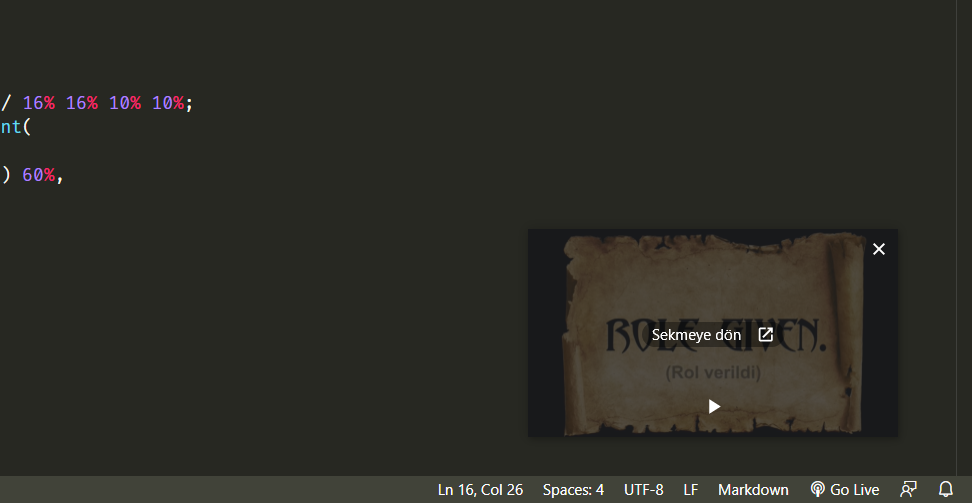 / 16% 16% 10% 10%;
nt(
) 60%,
Sekmeye dön
ROLE GIVEN.
(Rol verildi)
Ln 16, Col 26 Spaces: 4 UTF-8 LF Markdown Go Live